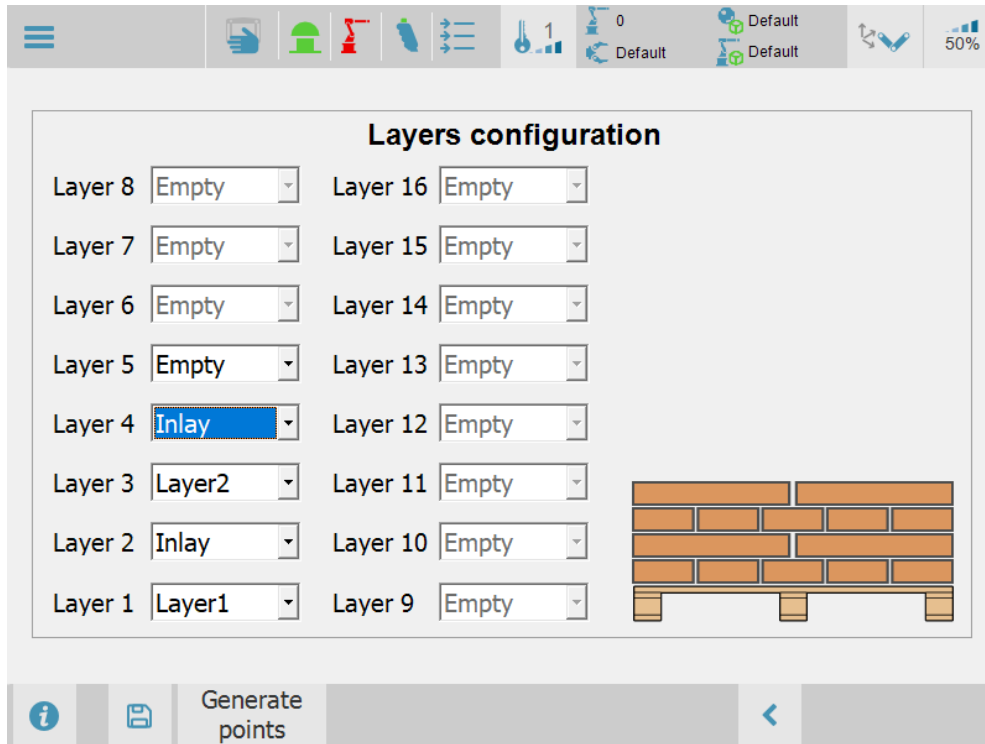 1
0
Default
Default
Default
50%
Layers configuration
Layer 8 Empty Layer 16 Empty
Layer 7 Empty Layer 15 Empty
Layer 6 Empty Layer 14 Empty
Layer 5 Empty Layer 13 Empty
Layer 4 Inlay Layer 12 Empty
Layer 3 Layer2 Layer 11 Empty
Layer 2 Inlay Layer 10 Empty
Layer 1 Layer1 Layer 9 Empty
i
Generate
points